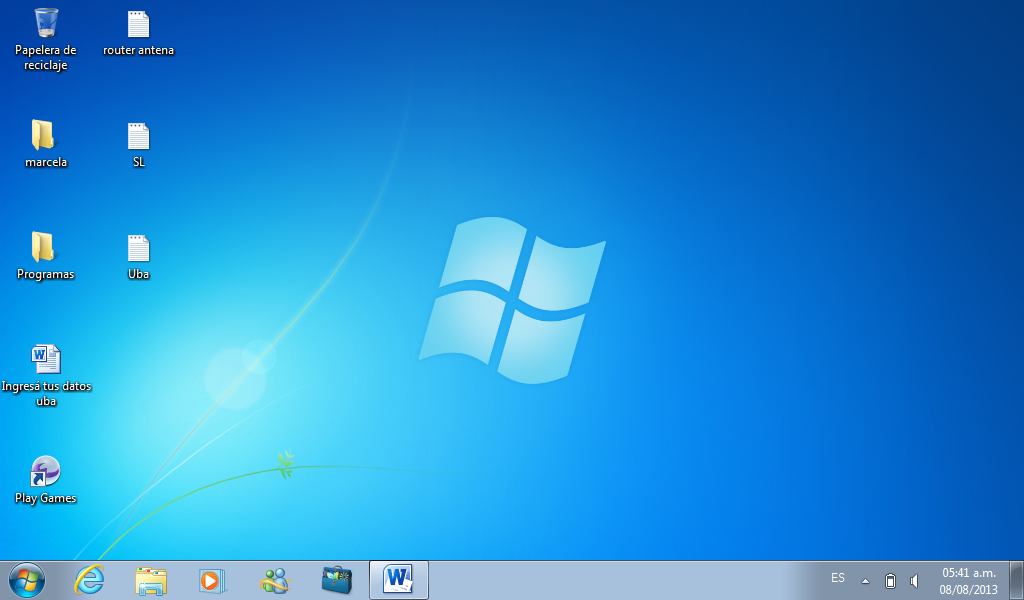 Papelera de
reciclaje
router antena
marcela
SL
Programas
Uba
Ingresá tus datos
uba
Play Games
ES
05:41 a.m.
08/08/2013